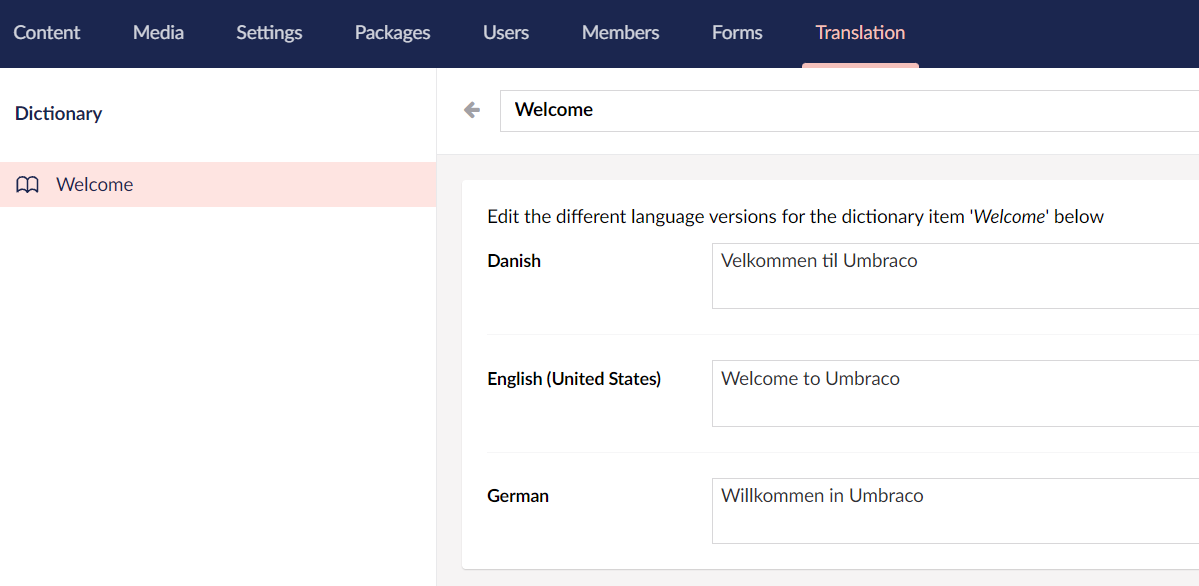 Content Media Settings Packages Users Members Forms Translation
Dictionary
Welcome
Welcome
Edit the different language versions for the dictionary item 'Welcome' below
Danish
Velkommen til Umbraco
English (United States)
Welcome to Umbraco
German
Willkommen in Umbraco